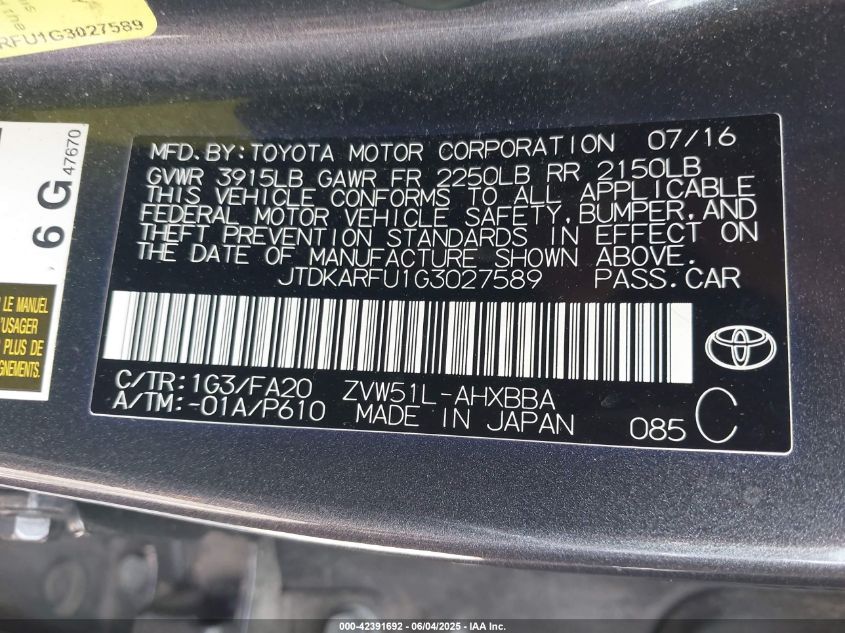 RFU1G3027589
6 G
47670
LE MANUEL
'USAGER
PLUS DE
GNEMENTS.
MFD. BY: TOYOTA MOTOR CORPORATION 07/16
GVWR 3915LB GAWR FR 2250LB RR 2150LB
THIS VEHICLE CONFORMS TO ALL APPLICABLE
FEDERAL MOTOR VEHICLE SAFETY, BUMPER, AND
THEFT PREVENTION STANDARDS IN EFFECT ON
THE DATE OF MANUFACTURE SHOWN ABOVE.
JTDKARFU1G3027589 PASS. CAR
C/TR: 1G3/FA20 ZVW51L-AHXBBA
A/TM: -01A/P610 MADE IN JAPAN 085 C
000-42391692 - 06/04/2025 - IAA Inc.